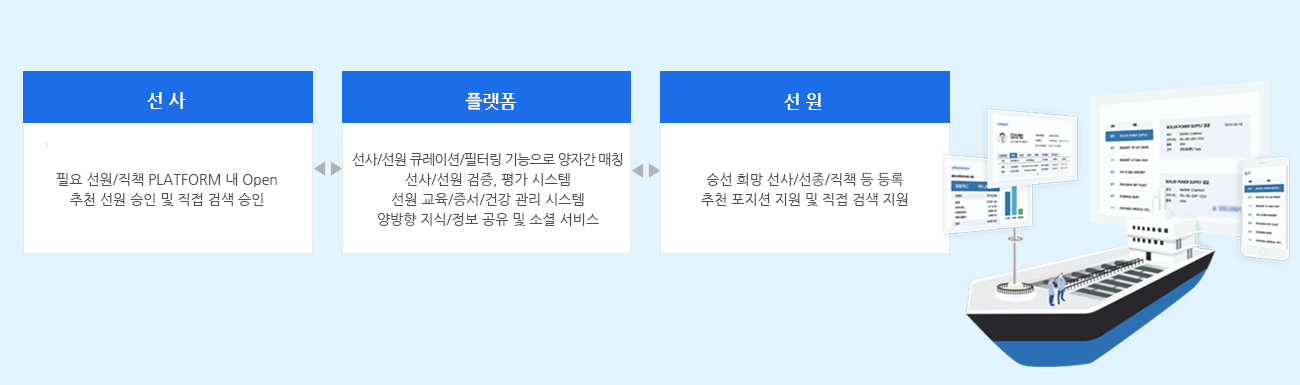 선 사
필요 선원/직책 PLATFORM 내 Open
추천 선원 승인 및 직접 검색 승인
플랫폼
선사/선원 큐레이션/필터링 기능으로 양자간 매칭
선사/선원 검증, 평가 시스템
선원 교육/증서/건강 관리 시스템
양방향 지식/정보 공유 및 소셜 서비스
선 원
승선 희망 선사/선종/직책 등 등록
추천 포지션 지원 및 직접 검색 지원